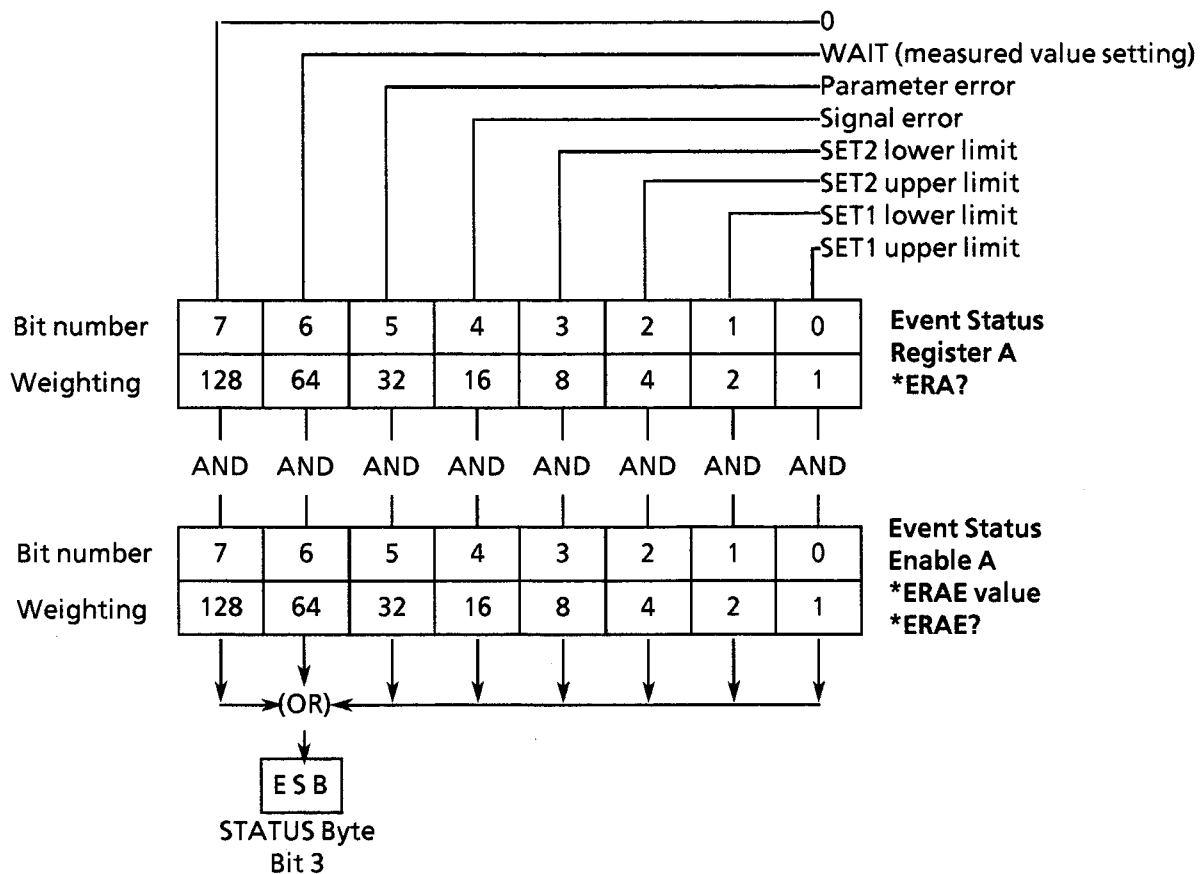 0
WAIT (measured value setting)
Parameter error
Signal error
SET2 lower limit
SET2 upper limit
SET1 lower limit
SET1 upper limit
Bit number 7 6 5 4 3 2 1 0
Weighting 128 64 32 16 8 4 2 1
Event Status
Register A
*ERA?
AND AND AND AND AND AND AND AND
Bit number 7 6 5 4 3 2 1 0
Weighting 128 64 32 16 8 4 2 1
Event Status
Enable A
*ERAE value
*ERAE?
(OR)
E S B
STATUS Byte
Bit 3